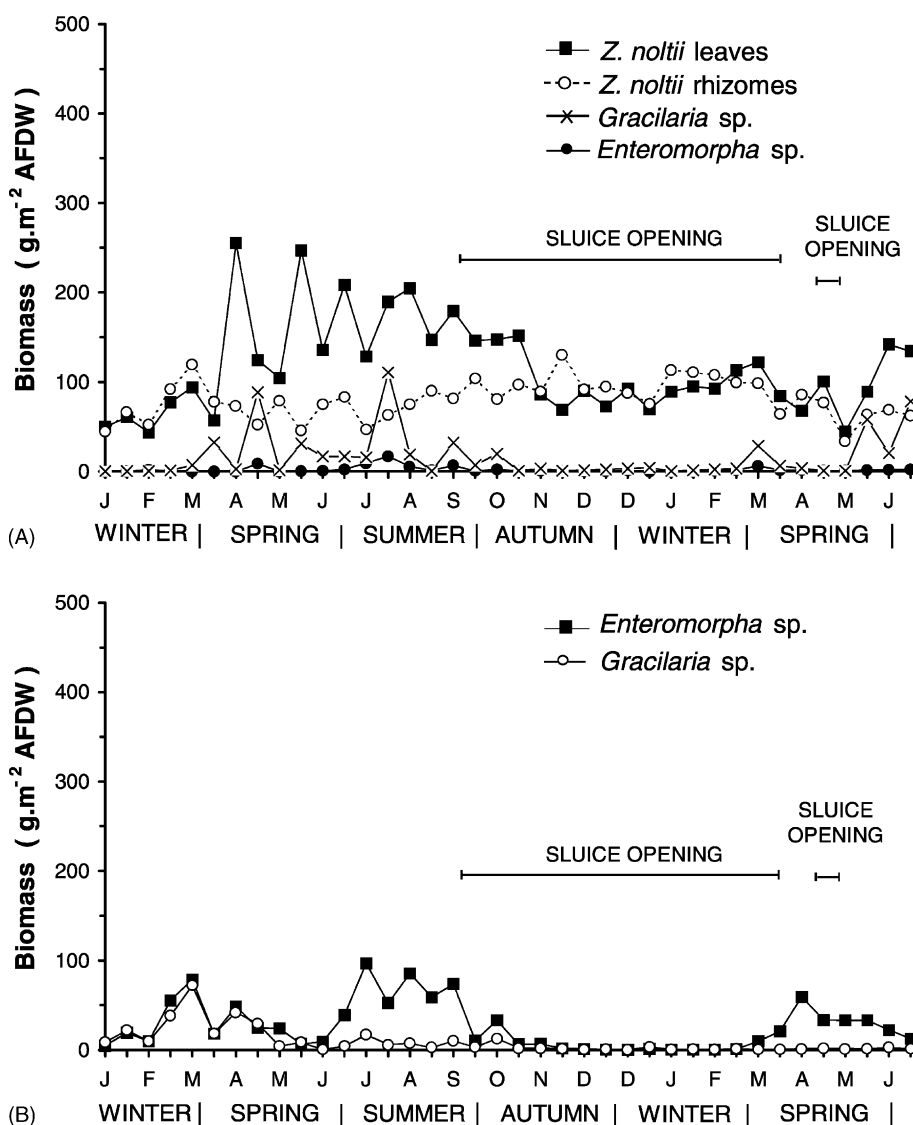 500
400
300
200
100
0
Biomass ( g.m⁻² AFDW )
Z. noltii leaves
Z. noltii rhizomes
Gracilaria sp.
Enteromorpha sp.
SLUICE OPENING
SLUICE
OPENING
J F M A M J J A S O N D D J F M A M J
(A) WINTER | SPRING | SUMMER | AUTUMN | WINTER | SPRING |
500
400
300
200
100
0
Biomass ( g.m⁻² AFDW )
Enteromorpha sp.
Gracilaria sp.
SLUICE OPENING
SLUICE
OPENING
J F M A M J J A S O N D D J F M A M J
(B) WINTER | SPRING | SUMMER | AUTUMN | WINTER | SPRING |